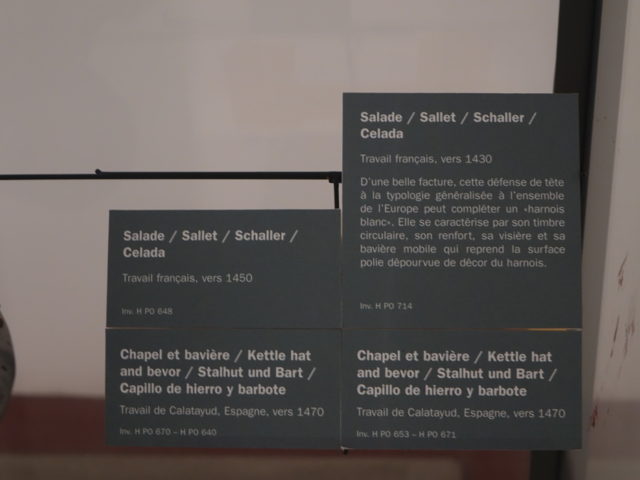 Salade / Sallet / Schaller /
Celada
Travail français, vers 1430
D'une belle facture, cette défense de tête
à la typologie généralisée à l'ensemble
de l'Europe peut compléter un «harnois
blanc». Elle se caractérise par son timbre
circulaire, son renfort, sa visière et sa
bavière mobile qui reprend la surface
polie dépourvue de décor du harnois.
Inv. H PO 714
Salade / Sallet / Schaller /
Celada
Travail français, vers 1450
Inv. H PO 648
Chapel et bavière / Kettle hat
and bevor / Stalhut und Bart /
Capillo de hierro y barbote
Travail de Calatayud, Espagne, vers 1470
Inv. H PO 670 – H PO 640
Chapel et bavière / Kettle hat
and bevor / Stalhut und Bart /
Capillo de hierro y barbote
Travail de Calatayud, Espagne, vers 1470
Inv. H PO 653 – H PO 671